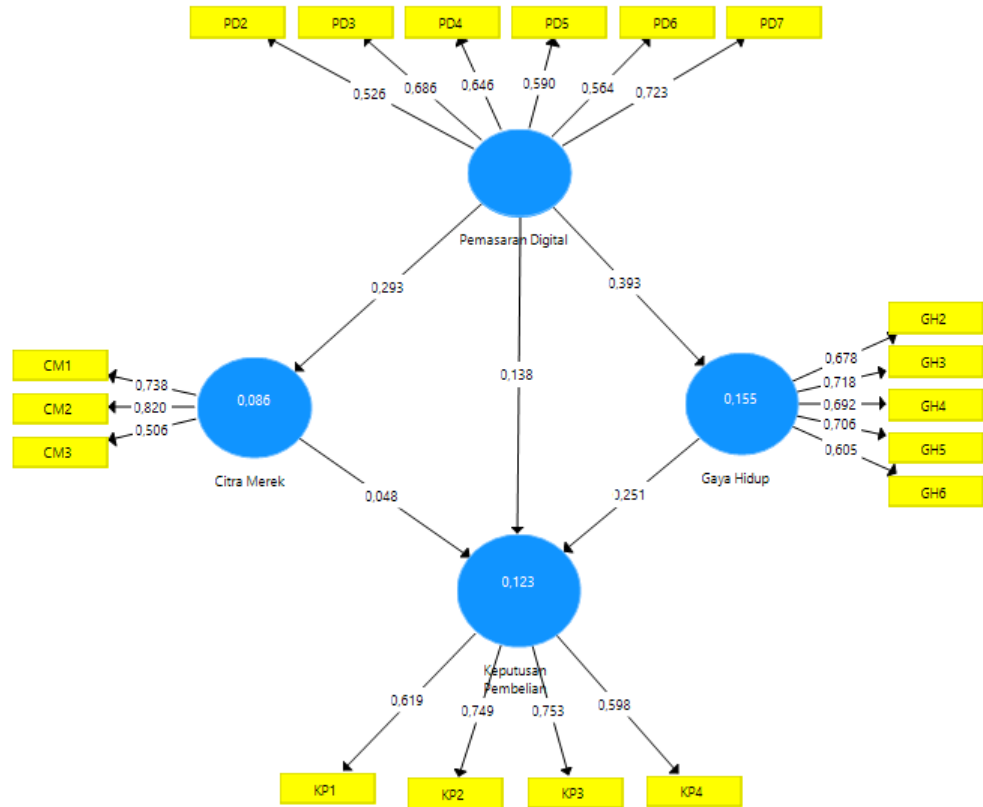 PD2 PD3 PD4 PD5 PD6 PD7
0,526 0,686 0,646 0,590 0,564 0,723
Pemasaran Digital
0,293 0,138 0,393
CM1
CM2
CM3
0,738
0,820
0,506
0,086
Citra Merek
0,155
Gaya Hidup
0,678
0,718
0,692
0,706
0,605
GH2
GH3
GH4
GH5
GH6
0,048
0,251
0,123
Keputusan
Pembelian
0,619 0,749 0,753 0,598
KP1 KP2 KP3 KP4